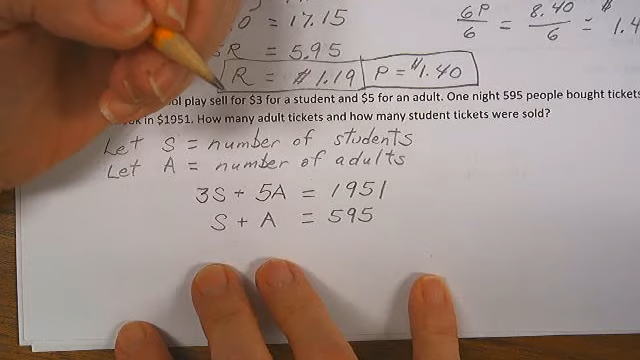 = 17.15
6P/6 = 8.40/6 = $1.4
R = 5.95
R = $1.19 P = $1.40
ol play sell for $3 for a student and $5 for an adult. One night 595 people bought tickets
in $1951. How many adult tickets and how many student tickets were sold?
Let S = number of students
Let A = number of adults
3S + 5A = 1951
S + A = 595